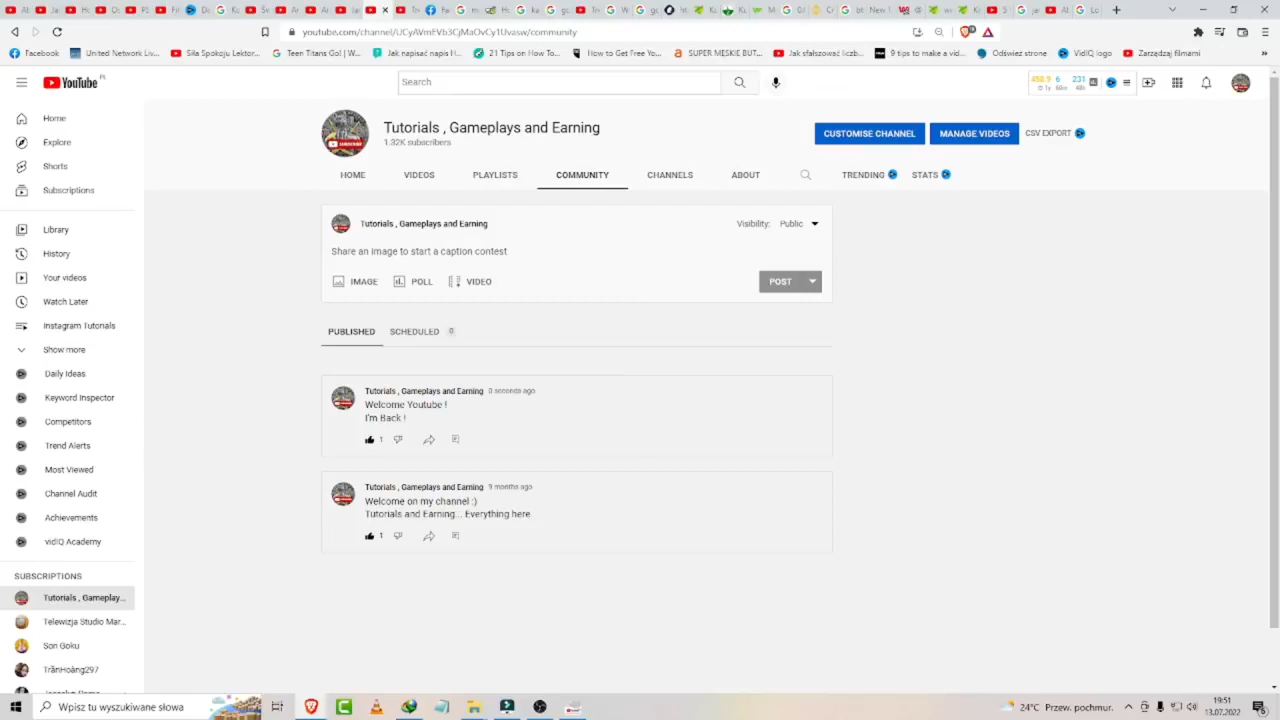 youtube.com/channel/UCyAWmEVb3CjMaOvCy1Uvasw/community
Facebook
United Network Liv...
Siła Spokoju Lektor...
Teen Titans Go! | W...
Jak napisać napis H...
21 Tips on How To...
How to Get Free Yo...
SUPER MĘSKIE BUT...
Jak sfałszować liczb...
9 tips to make a vid...
Odśwież stronę
VidIQ logo
Zarządzaj filmami
YouTube PL
Search
Home
Explore
Shorts
Subscriptions
Library
History
Your videos
Watch Later
Instagram Tutorials
Show more
Daily Ideas
Keyword Inspector
Competitors
Trend Alerts
Most Viewed
Channel Audit
Achievements
vidIQ Academy
SUBSCRIPTIONS
Tutorials , Gameplay...
Telewizja Studio Mar...
Son Goku
TrầnHoàng297
Tutorials , Gameplays and Earning
1.32K subscribers
CUSTOMISE CHANNEL
MANAGE VIDEOS
CSV EXPORT
HOME
VIDEOS
PLAYLISTS
COMMUNITY
CHANNELS
ABOUT
TRENDING
STATS
Tutorials , Gameplays and Earning
Visibility: Public
Share an image to start a caption contest
IMAGE
POLL
VIDEO
POST
PUBLISHED
SCHEDULED 0
Tutorials , Gameplays and Earning 0 seconds ago
Welcome Youtube !
I'm Back !
1
Tutorials , Gameplays and Earning 9 months ago
Welcome on my channel :)
Tutorials and Earning... Everything here
1
Wpisz tu wyszukiwane słowa
24°C Przew. pochmur.
19:51
13.07.2022